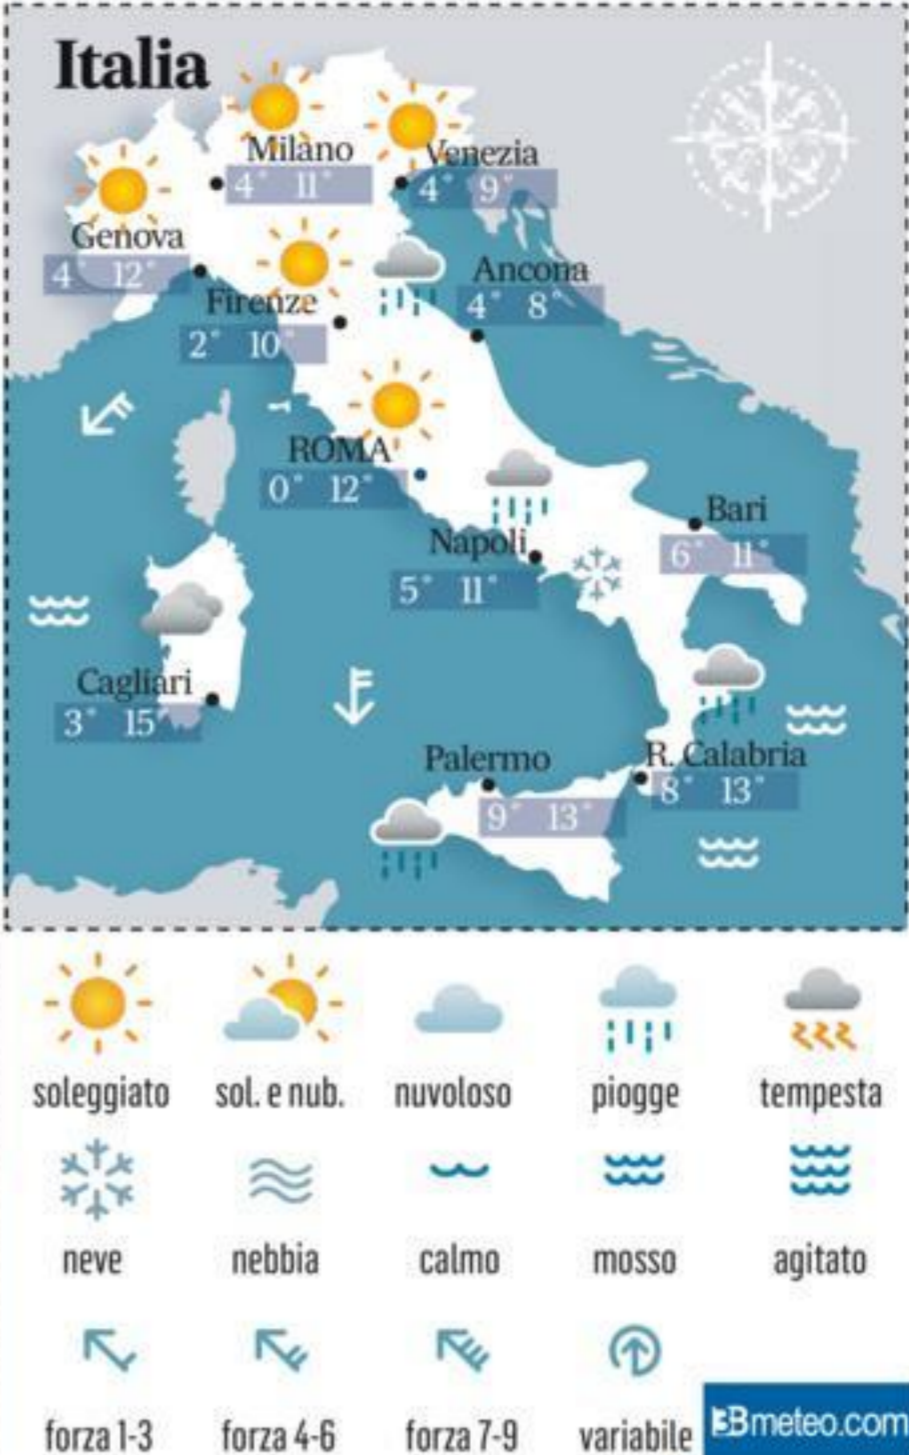 Italia
Milano
4° 11°
Venezia
4° 9°
Genova
4° 12°
Firenze
2° 10°
Ancona
4° 8°
ROMA
0° 12°
Napoli
5° 11°
Bari
6° 11°
Cagliari
3° 15°
Palermo
9° 13°
R. Calabria
8° 13°
soleggiato sol. e nub. nuvoloso piogge tempesta
neve nebbia calmo mosso agitato
forza 1-3 forza 4-6 forza 7-9 variabile
3Bmeteo.com